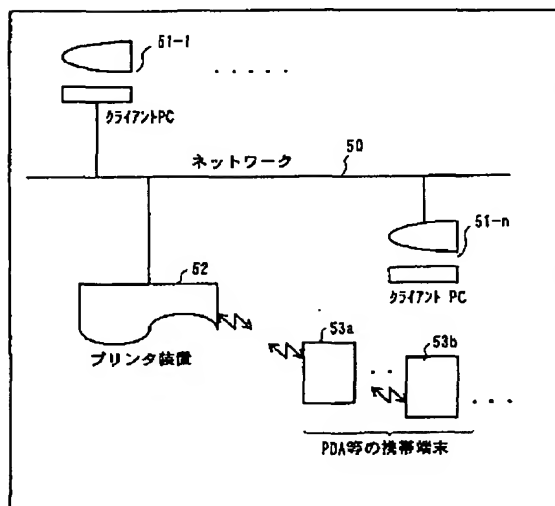 51-1
クライアントPC
ネットワーク
50
51-n
52
クライアント PC
53a
53b
プリンタ装置
PDA等の携帯端末